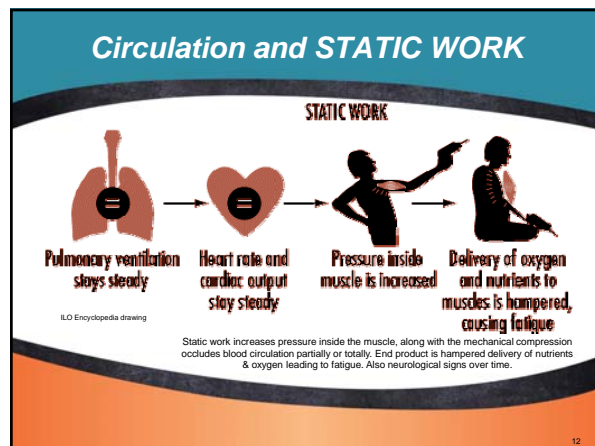 Circulation and STATIC WORK
STATIC WORK
=
=
Pulmonary ventilation
stays steady
Heart rate and
cardiac output
stay steady
Pressure inside
muscle is increased
Delivery of oxygen
and nutrients to
muscles is hampered,
causing fatigue
ILO Encyclopedia drawing
Static work increases pressure inside the muscle, along with the mechanical compression
occludes blood circulation partially or totally. End product is hampered delivery of nutrients
& oxygen leading to fatigue. Also neurological signs over time.
12